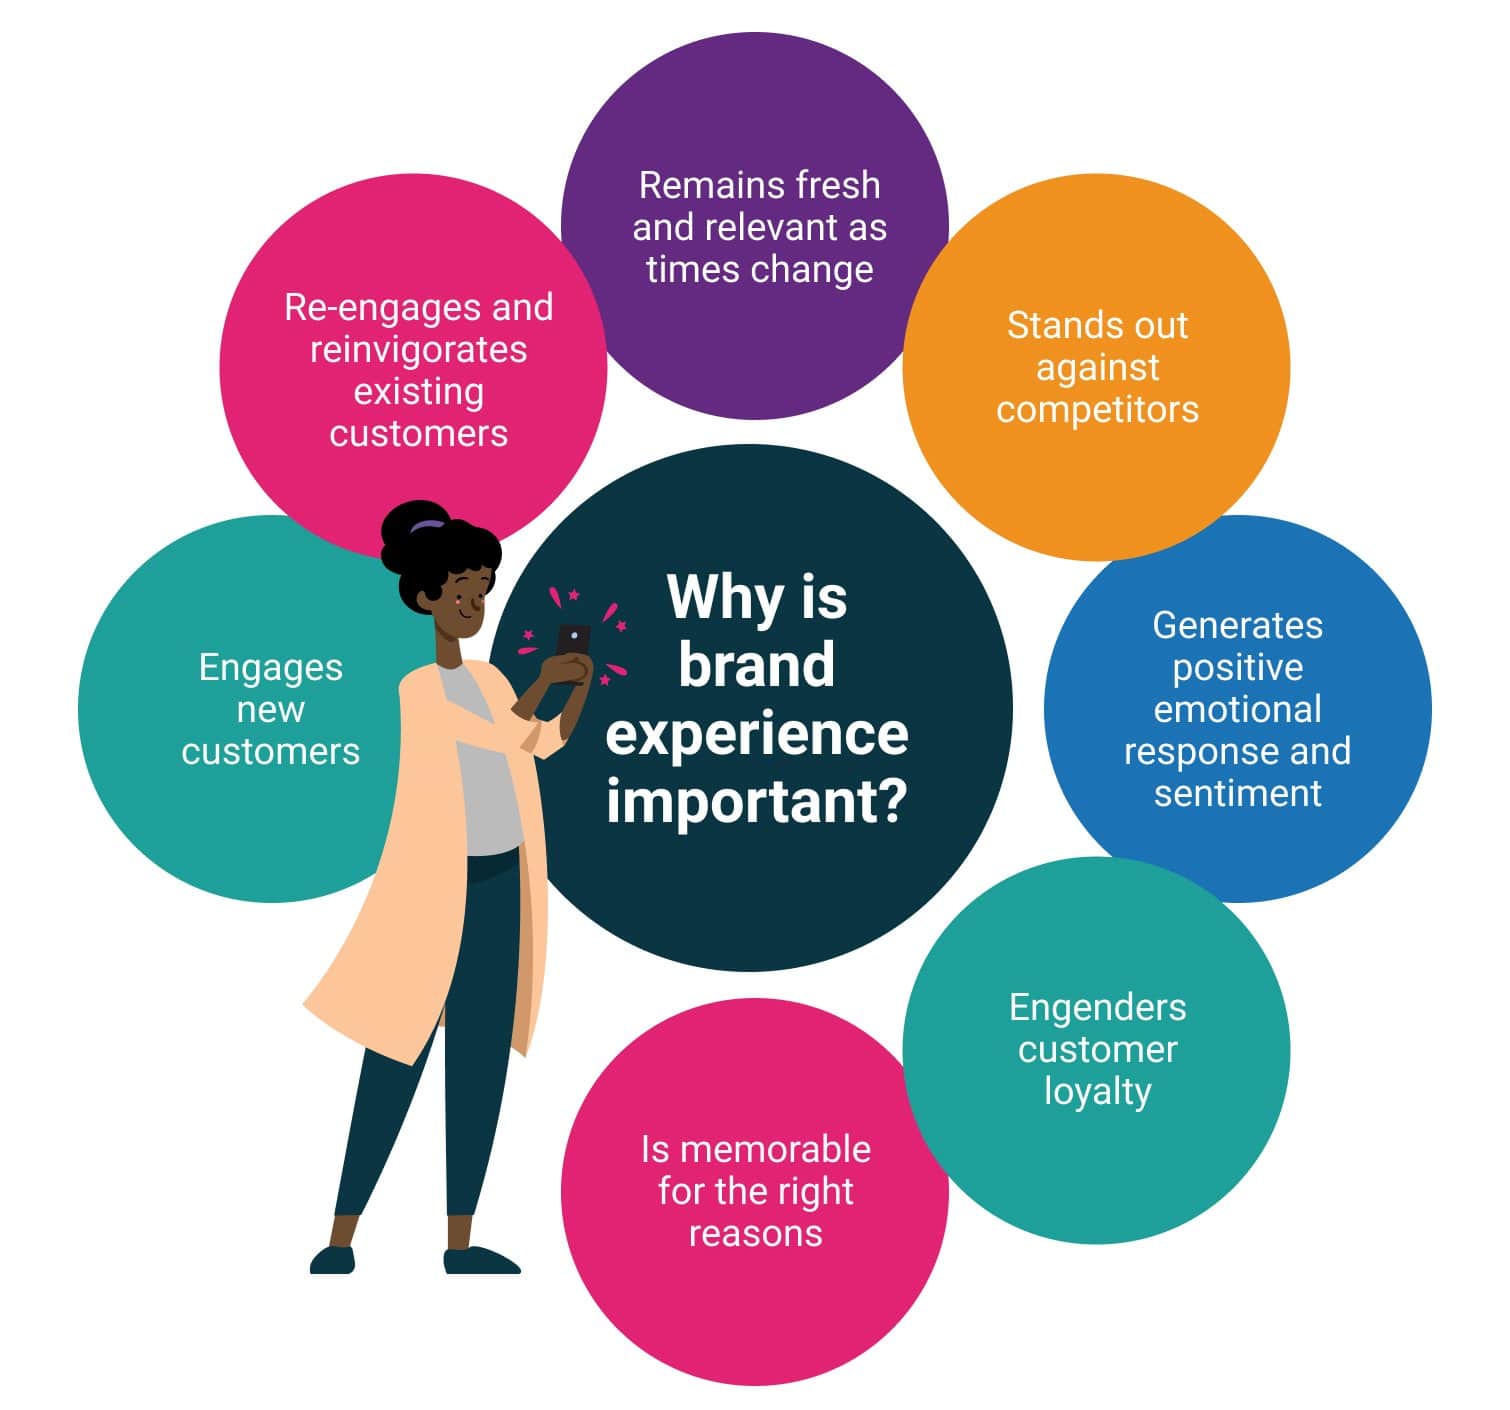 Remains fresh
and relevant as
times change
Re-engages and
reinvigorates
existing
customers
Stands out
against
competitors
Why is
brand
experience
important?
Engages
new
customers
Generates
positive
emotional
response and
sentiment
Engenders
customer
loyalty
Is memorable
for the right
reasons